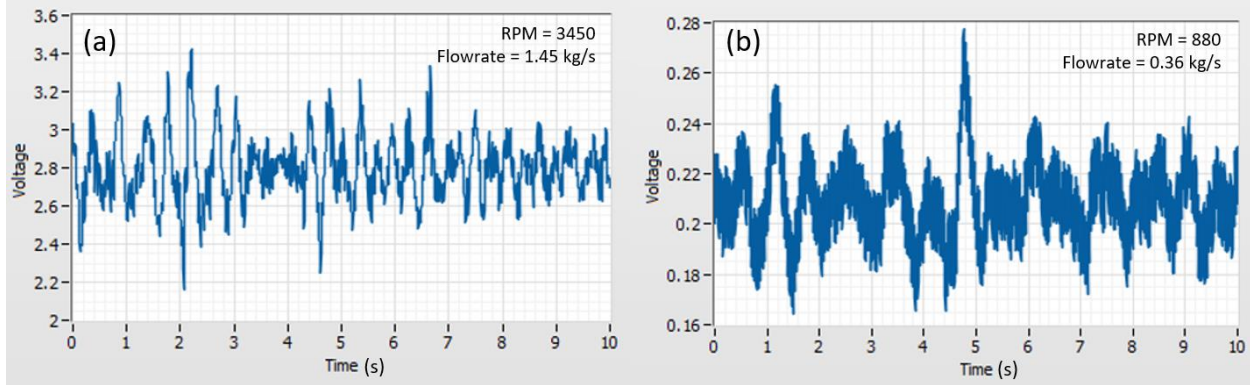 (a)
RPM = 3450
Flowrate = 1.45 kg/s
3.6
3.4
3.2
3
2.8
2.6
2.4
2.2
2
Voltage
0 1 2 3 4 5 6 7 8 9 10
Time (s)
(b)
RPM = 880
Flowrate = 0.36 kg/s
0.28
0.26
0.24
0.22
0.2
0.18
0.16
Voltage
0 1 2 3 4 5 6 7 8 9 10
Time (s)